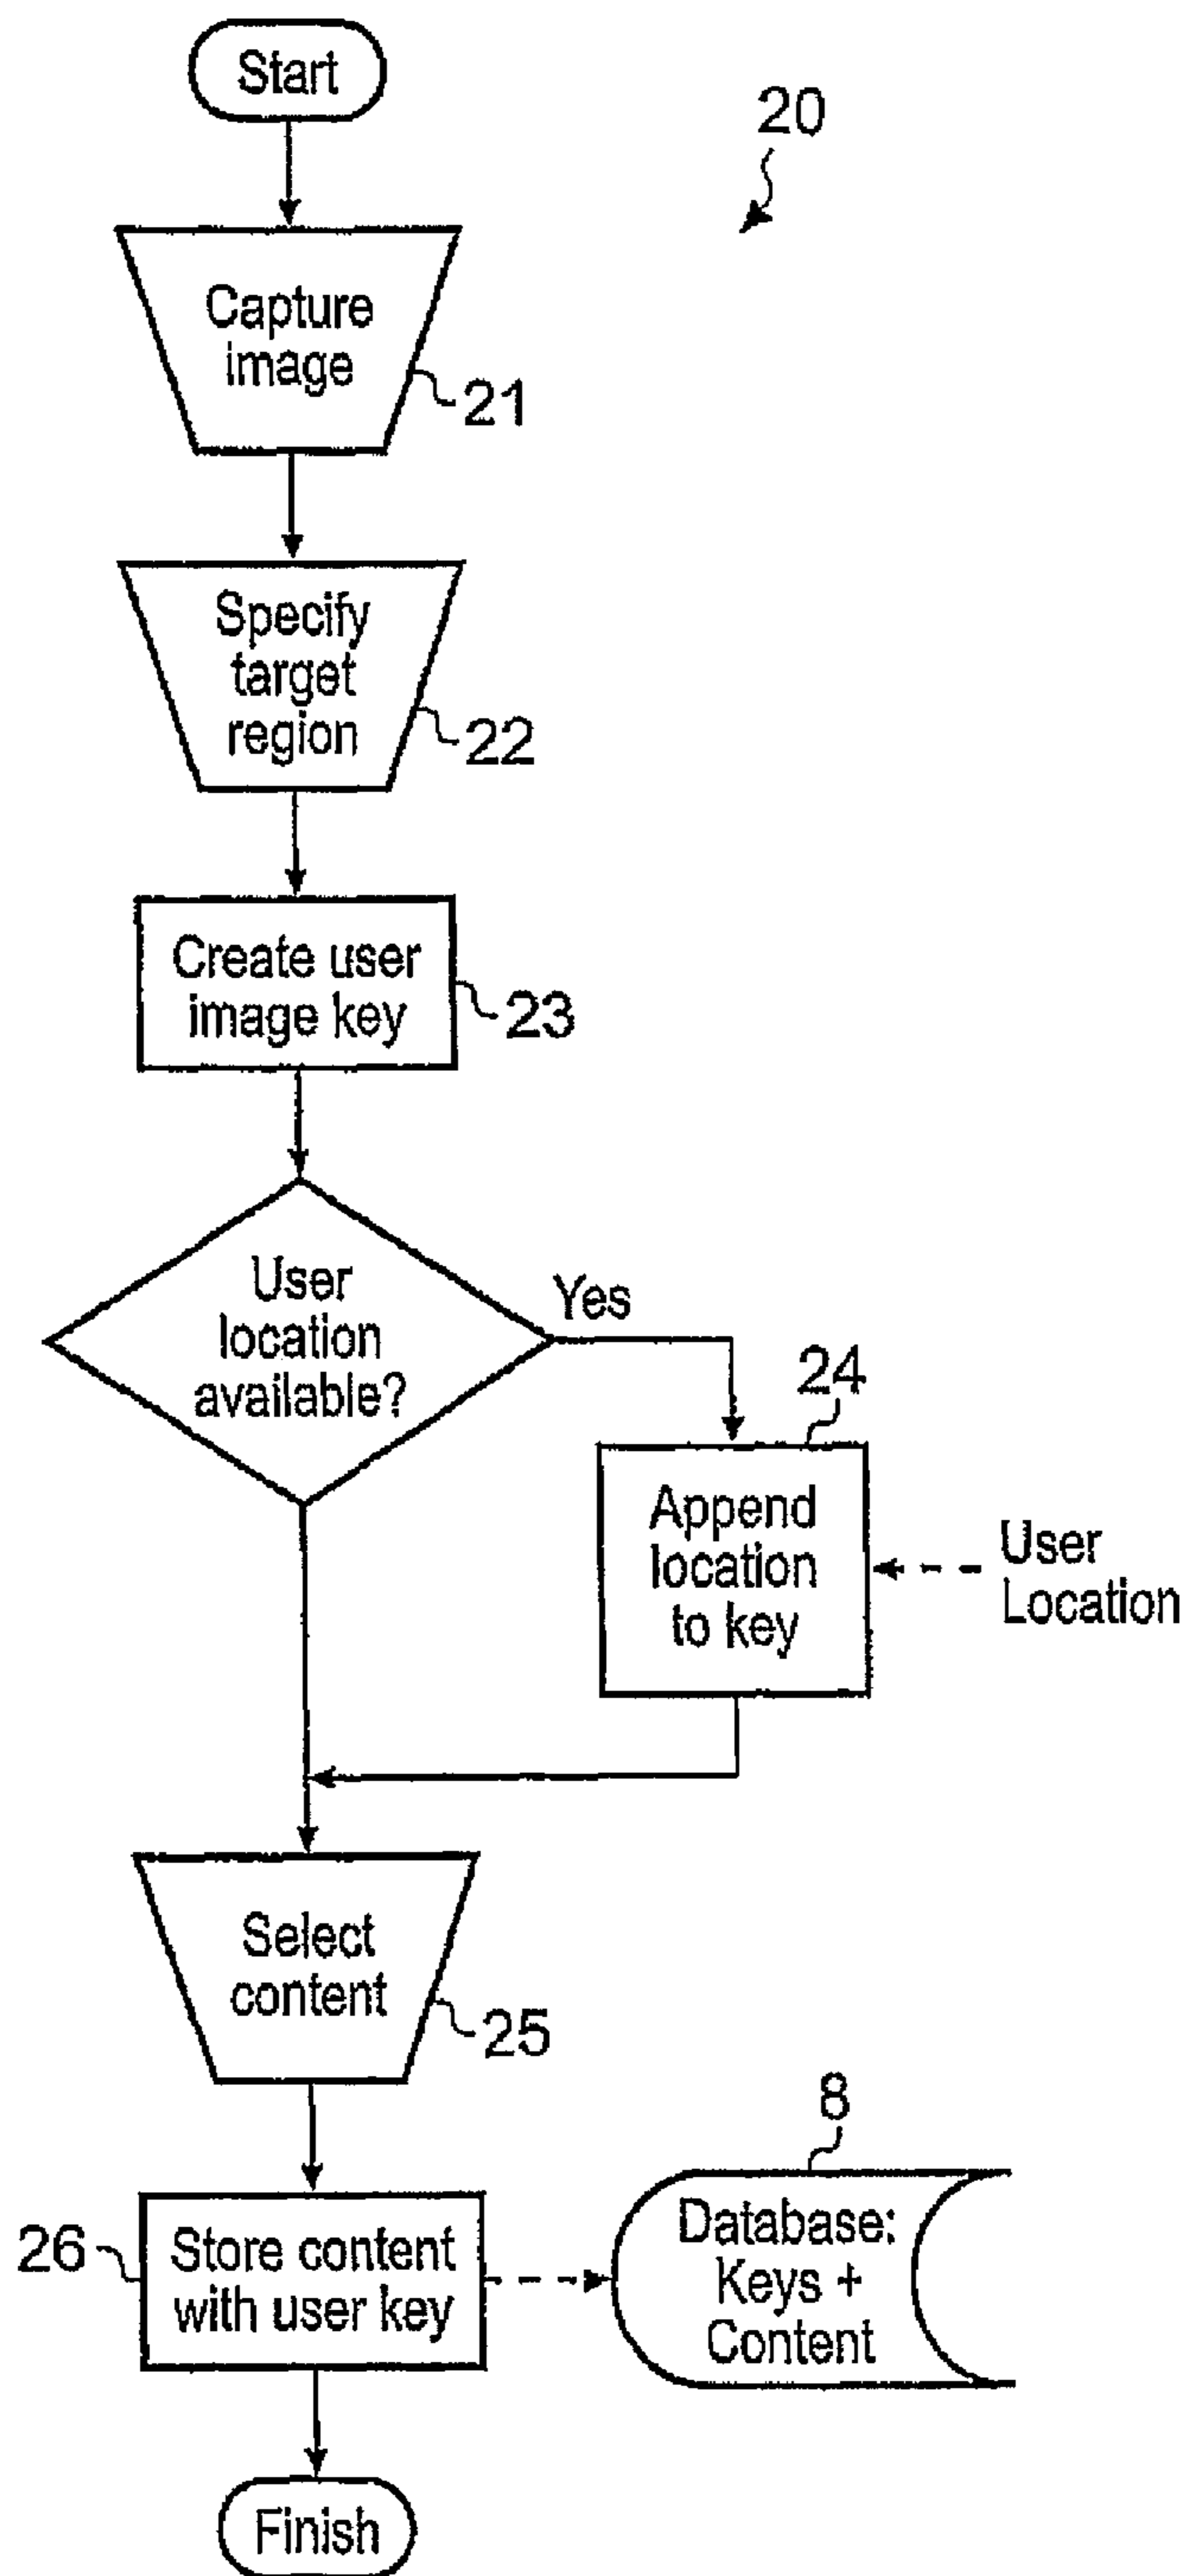 Start
20
Capture
image
21
Specify
target
region
22
Create user
image key
23
User
location
available?
Yes
24
Append
location
to key
User
Location
Select
content
25
8
26
Store content
with user key
Database:
Keys +
Content
Finish